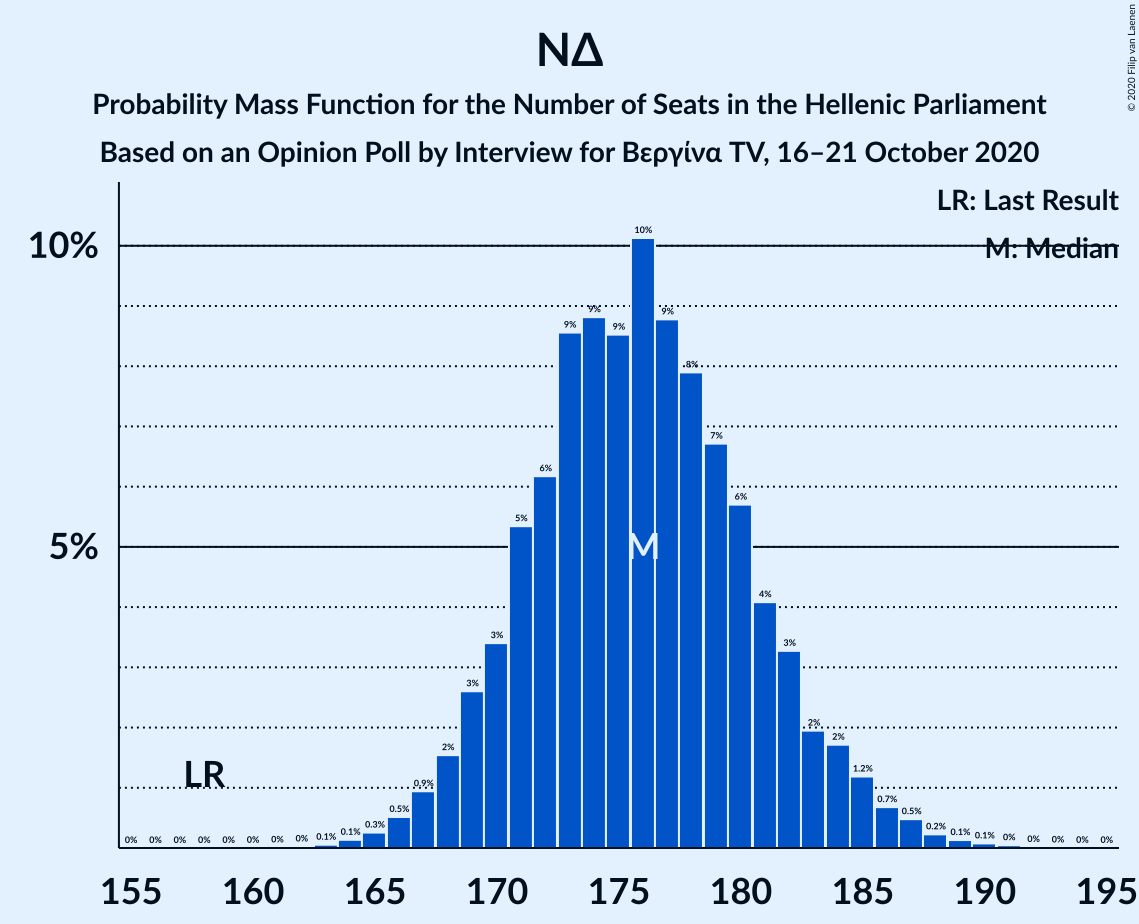 © 2020 Filip van Laenen
ΝΔ
Probability Mass Function for the Number of Seats in the Hellenic Parliament
Based on an Opinion Poll by Interview for Βεργίνα TV, 16–21 October 2020
LR: Last Result
M: Median
10%
5%
LR
M
0% 0% 0% 0% 0% 0% 0% 0% 0.1% 0.1% 0.3% 0.5% 0.9% 2% 3% 3% 5% 6% 9% 9% 9% 10% 9% 8% 7% 6% 4% 3% 2% 2% 1.2% 0.7% 0.5% 0.2% 0.1% 0.1% 0% 0% 0% 0% 0%
155 160 165 170 175 180 185 190 195